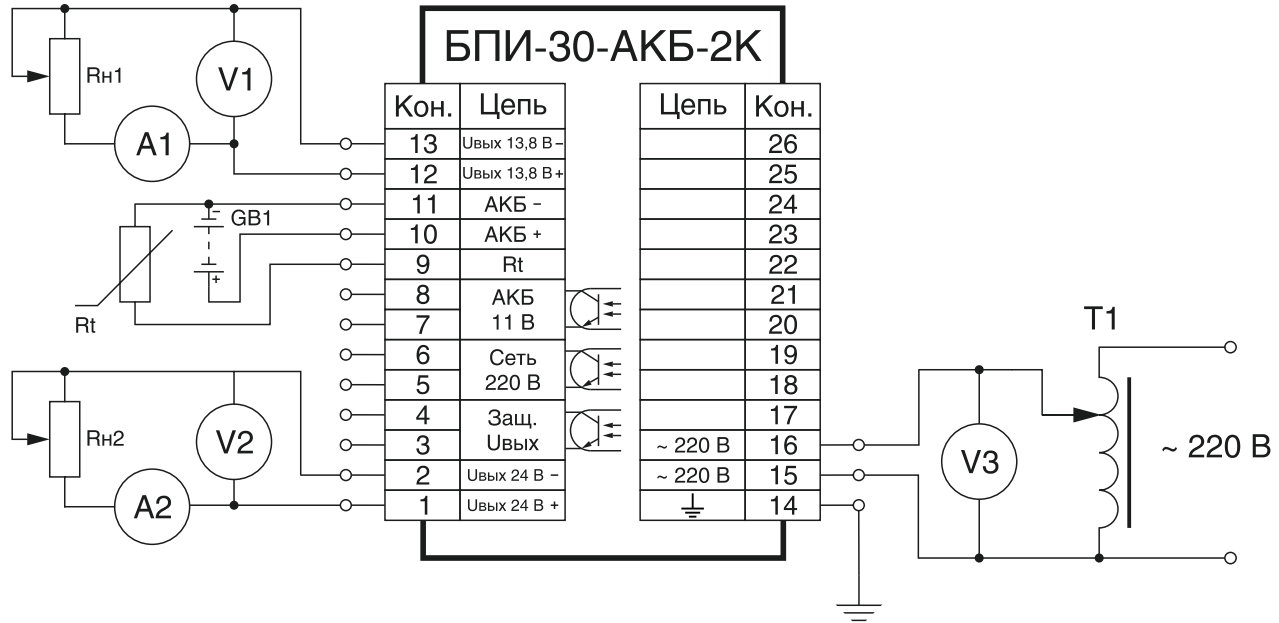 БПИ-30-АКБ-2К
Rн1
V1
A1
GB1
-
+
Rt
Rн2
V2
A2
Кон. Цепь
13 Uвых 13,8 В −
12 Uвых 13,8 В +
11 АКБ −
10 АКБ +
9 Rt
8 АКБ
7 11 В
6 Сеть
5 220 В
4 Защ.
3 Uвых
2 Uвых 24 В −
1 Uвых 24 В +
Цепь Кон.
26
25
24
23
22
21
20
19
18
17
~ 220 В 16
~ 220 В 15
14
V3
T1
~ 220 В